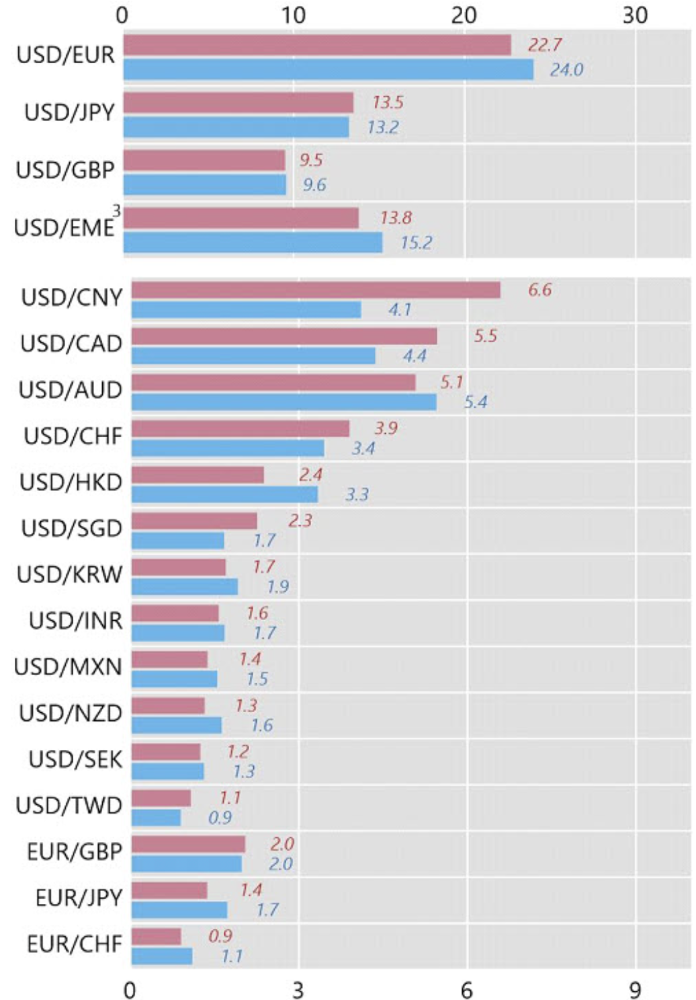 0 10 20 30
USD/EUR 22.7
24.0
USD/JPY 13.5
13.2
USD/GBP 9.5
9.6
USD/EME3 13.8
15.2
USD/CNY 6.6
4.1
USD/CAD 5.5
4.4
USD/AUD 5.1
5.4
USD/CHF 3.9
3.4
USD/HKD 2.4
3.3
USD/SGD 2.3
1.7
USD/KRW 1.7
1.9
USD/INR 1.6
1.7
USD/MXN 1.4
1.5
USD/NZD 1.3
1.6
USD/SEK 1.2
1.3
USD/TWD 1.1
0.9
EUR/GBP 2.0
2.0
EUR/JPY 1.4
1.7
EUR/CHF 0.9
1.1
0 3 6 9